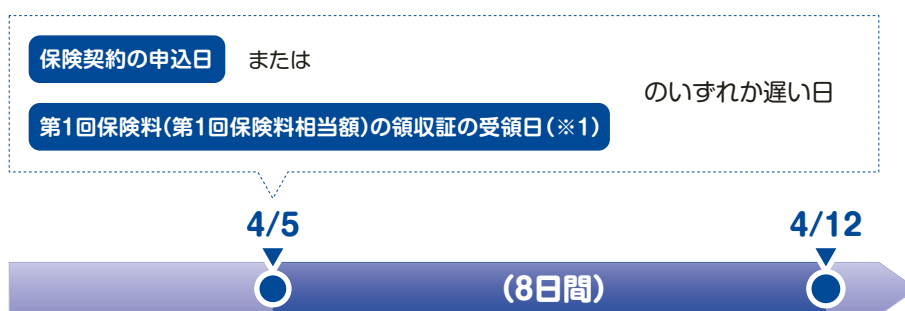 保険契約の申込日 または
のいずれか遅い日
第1回保険料(第1回保険料相当額)の領収証の受領日(※1)
4/5 4/12
(8日間)